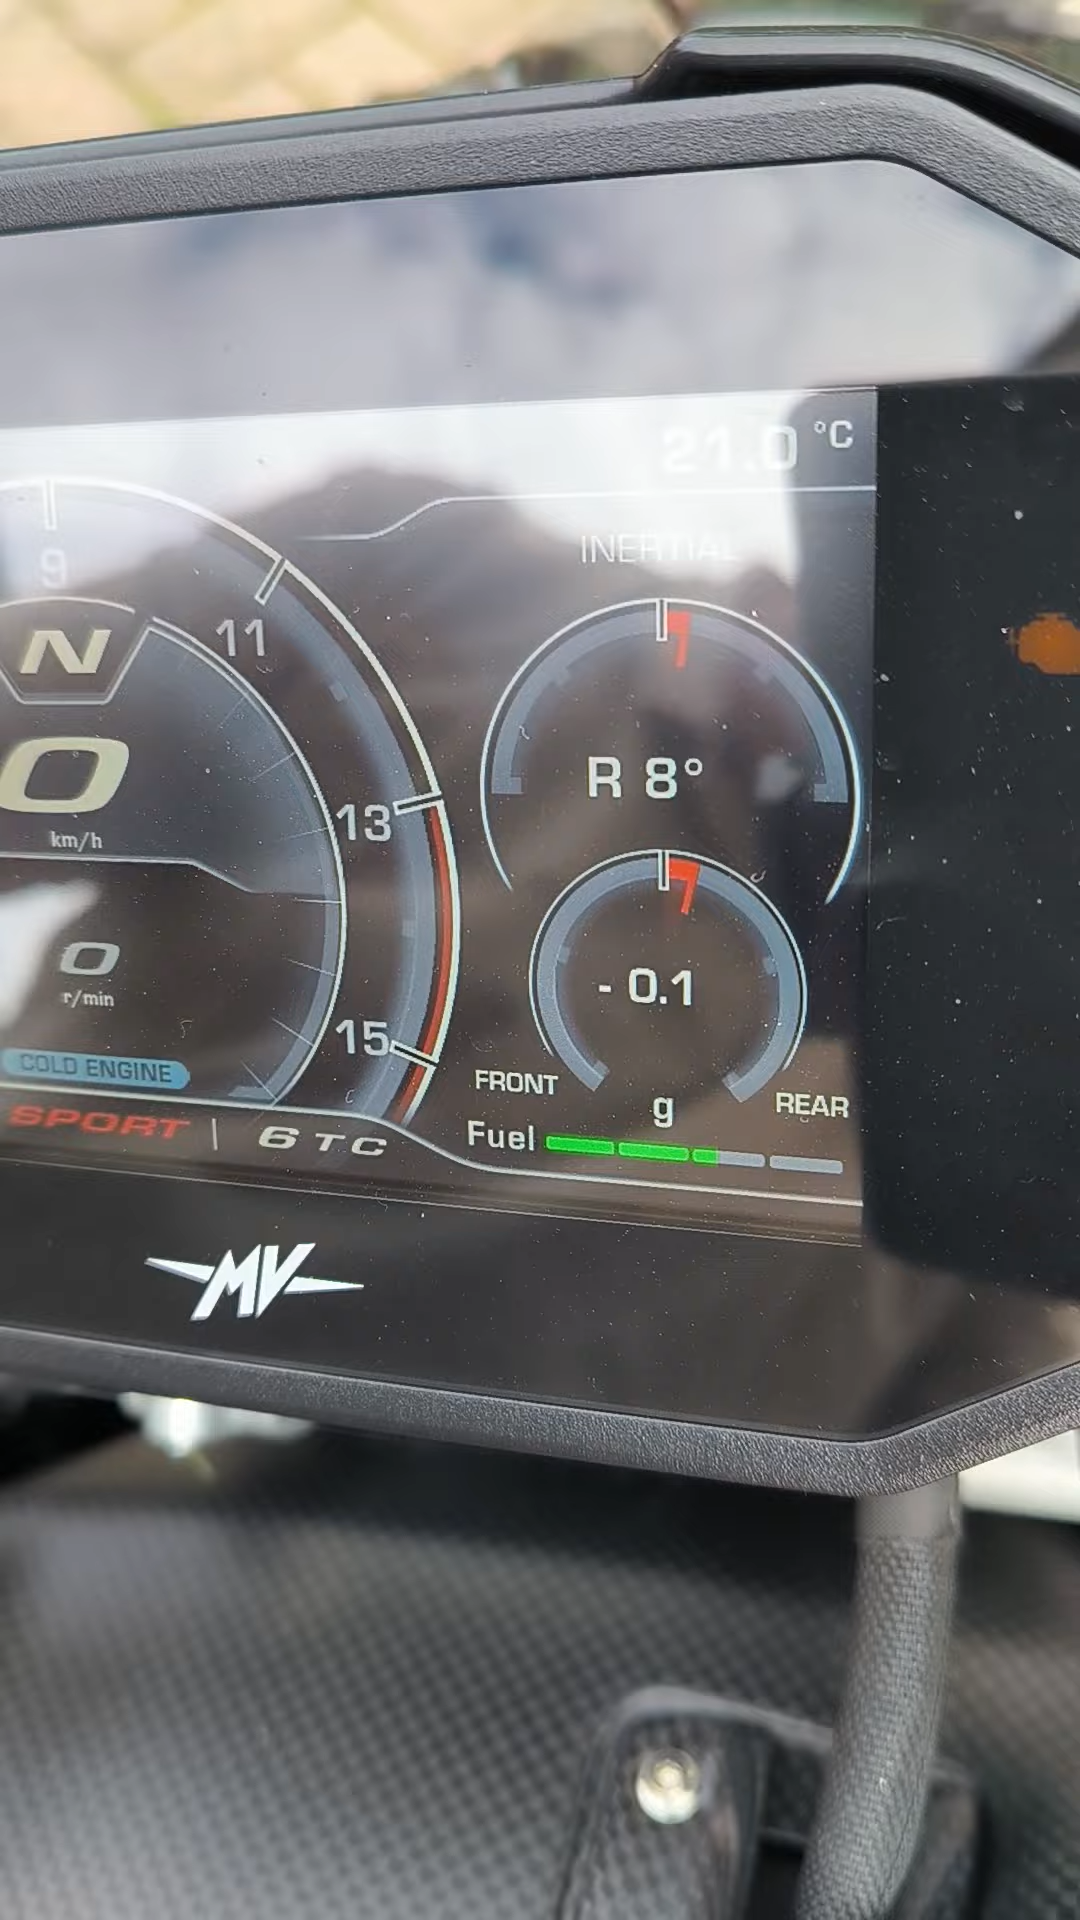 21.0 °C
INERTIAL
9
11
N
R 8°
0
13
km/h
- 0.1
0
r/min
15
COLD ENGINE
FRONT
g
REAR
SPORT | 6 TC
Fuel
MV